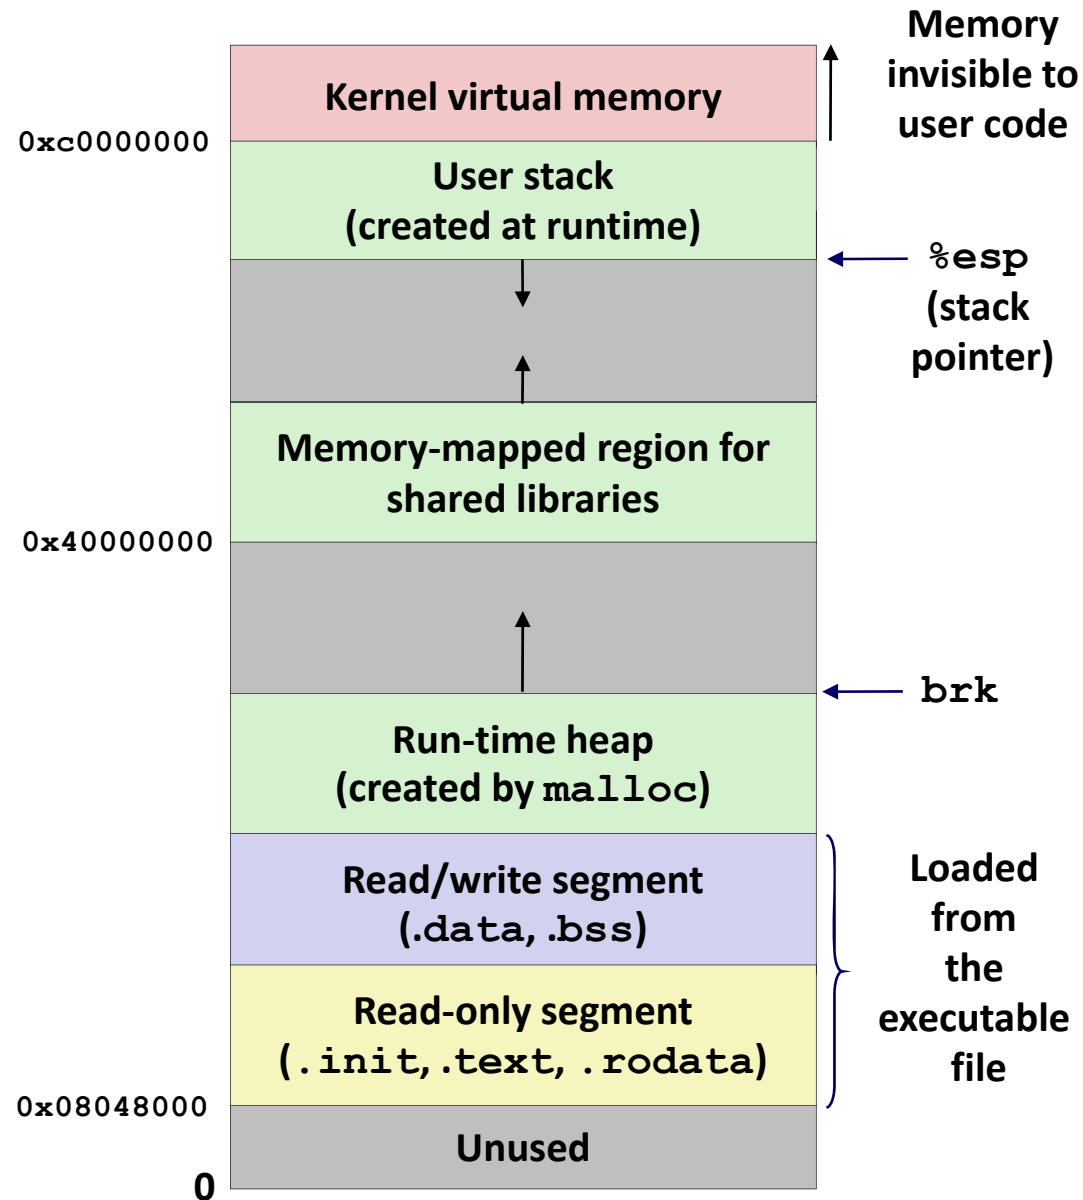 Memory
invisible to
user code
Kernel virtual memory
0xc0000000
User stack
(created at runtime)
%esp
(stack
pointer)
Memory-mapped region for
shared libraries
0x40000000
brk
Run-time heap
(created by malloc)
Read/write segment
(.data, .bss)
Loaded
from
the
executable
file
Read-only segment
(.init, .text, .rodata)
0x08048000
Unused
0